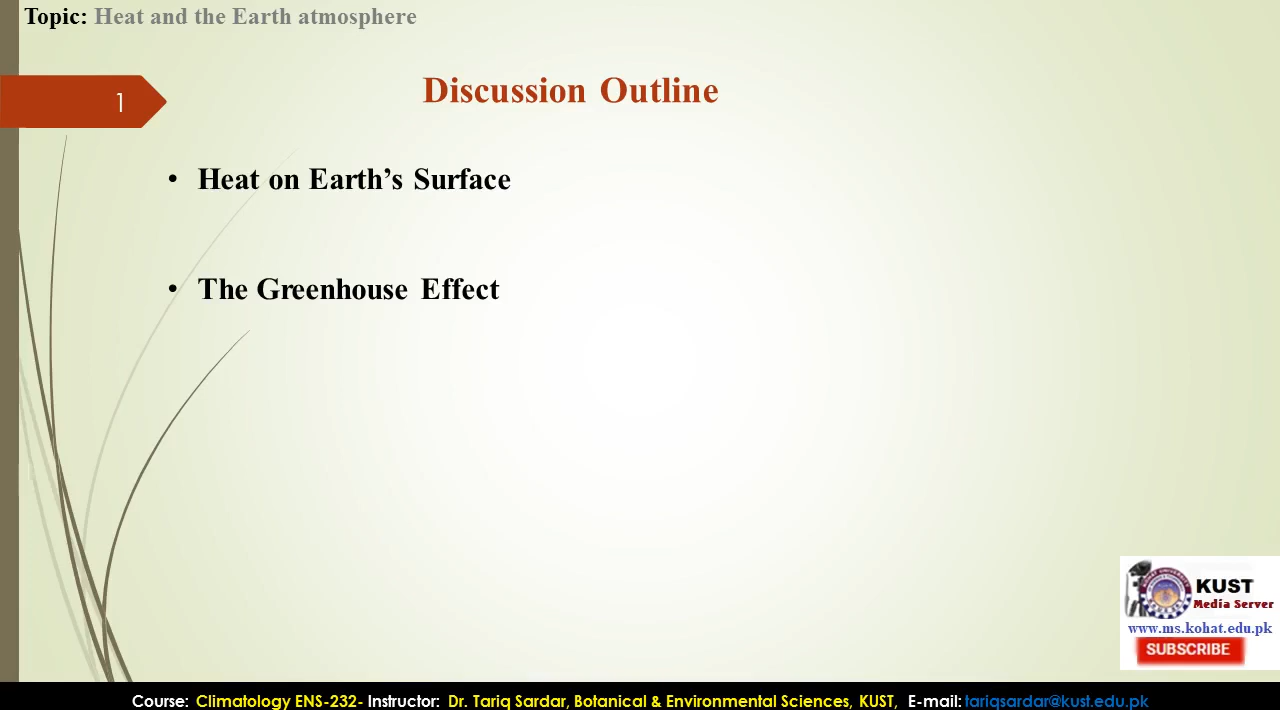 Topic: Heat and the Earth atmosphere
1
Discussion Outline
• Heat on Earth’s Surface
• The Greenhouse Effect
KUST
Media Server
www.ms.kohat.edu.pk
SUBSCRIBE
Course: Climatology ENS-232- Instructor: Dr. Tariq Sardar, Botanical & Environmental Sciences, KUST, E-mail: tariqsardar@kust.edu.pk